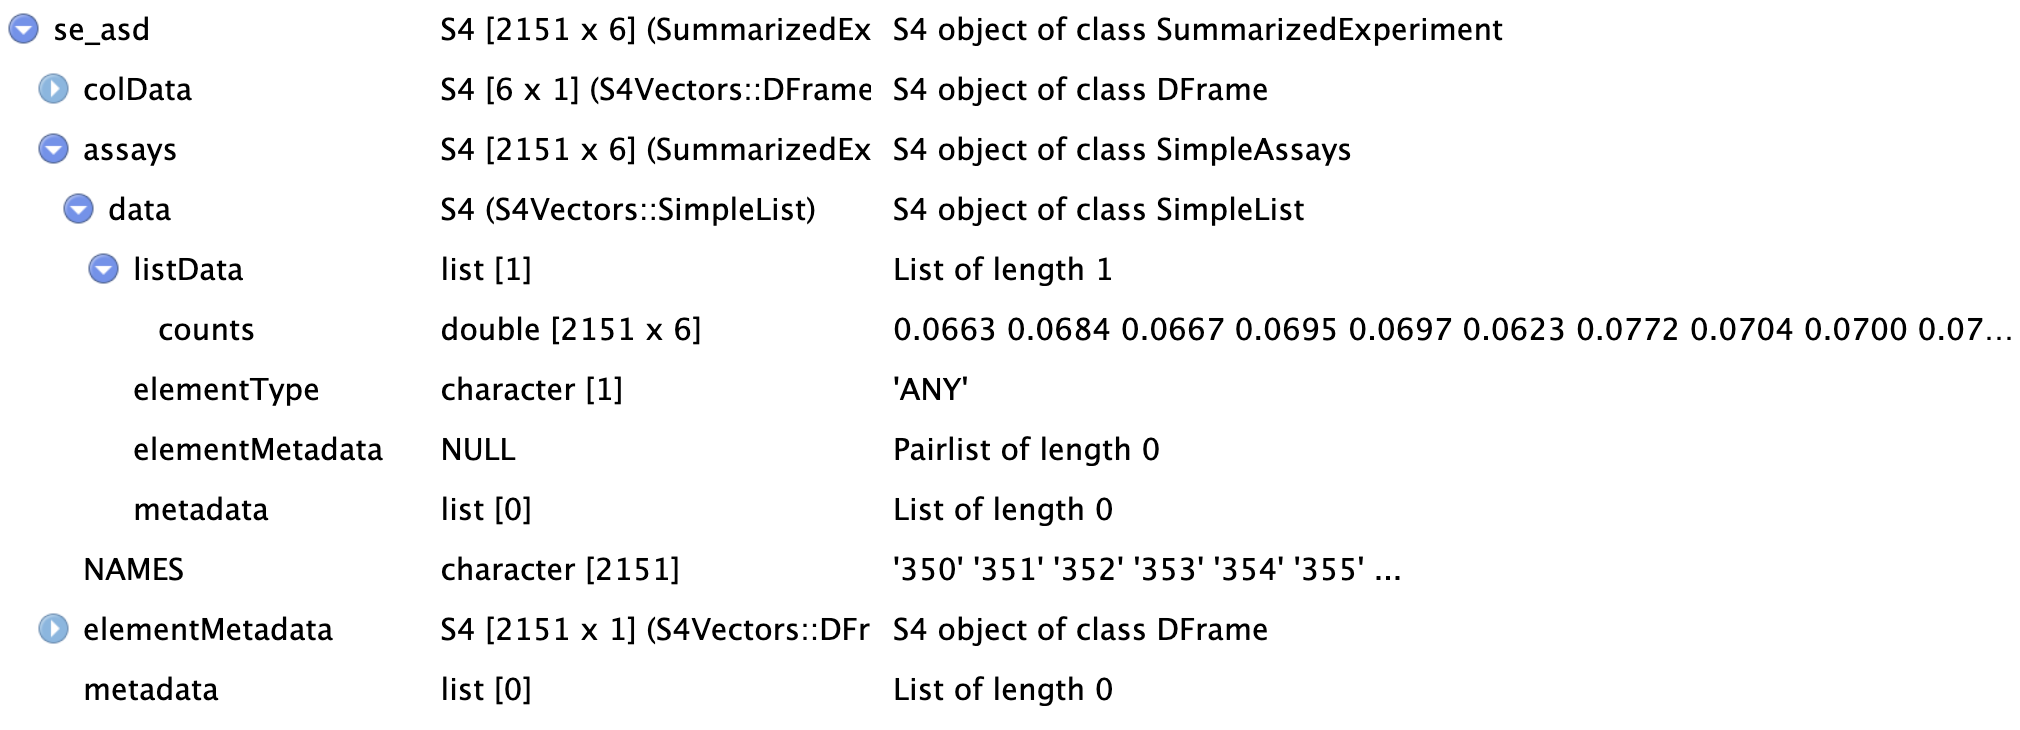 se_asd S4 [2151 x 6] (SummarizedEx S4 object of class SummarizedExperiment
colData S4 [6 x 1] (S4Vectors::DFrame S4 object of class DFrame
assays S4 [2151 x 6] (SummarizedEx S4 object of class SimpleAssays
data S4 (S4Vectors::SimpleList) S4 object of class SimpleList
listData list [1] List of length 1
counts double [2151 x 6] 0.0663 0.0684 0.0667 0.0695 0.0697 0.0623 0.0772 0.0704 0.0700 0.07...
elementType character [1] 'ANY'
elementMetadata NULL Pairlist of length 0
metadata list [0] List of length 0
NAMES character [2151] '350' '351' '352' '353' '354' '355' ...
elementMetadata S4 [2151 x 1] (S4Vectors::DFr S4 object of class DFrame
metadata list [0] List of length 0